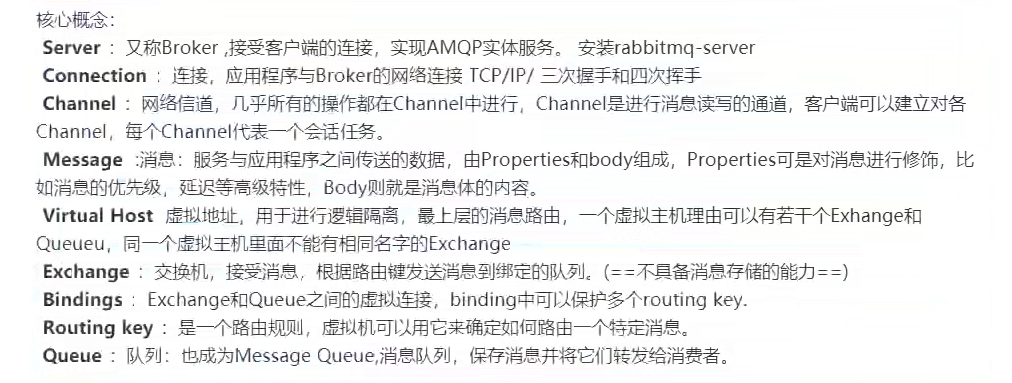 核心概念：
Server ：又称Broker ,接受客户端的连接，实现AMQP实体服务。 安装rabbitmq-server
Connection ：连接，应用程序与Broker的网络连接 TCP/IP/ 三次握手和四次挥手
Channel ：网络信道，几乎所有的操作都在Channel中进行，Channel是进行消息读写的通道，客户端可以建立对各
Channel，每个Channel代表一个会话任务。
Message :消息：服务与应用程序之间传送的数据，由Properties和body组成，Properties可是对消息进行修饰，比
如消息的优先级，延迟等高级特性，Body则就是消息体的内容。
Virtual Host 虚拟地址，用于进行逻辑隔离，最上层的消息路由，一个虚拟主机理由可以有若干个Exhange和
Queueu，同一个虚拟主机里面不能有相同名字的Exchange
Exchange ：交换机，接受消息，根据路由键发送消息到绑定的队列。(==不具备消息存储的能力==)
Bindings ：Exchange和Queue之间的虚拟连接，binding中可以保护多个routing key.
Routing key ：是一个路由规则，虚拟机可以用它来确定如何路由一个特定消息。
Queue ：队列：也成为Message Queue,消息队列，保存消息并将它们转发给消费者。